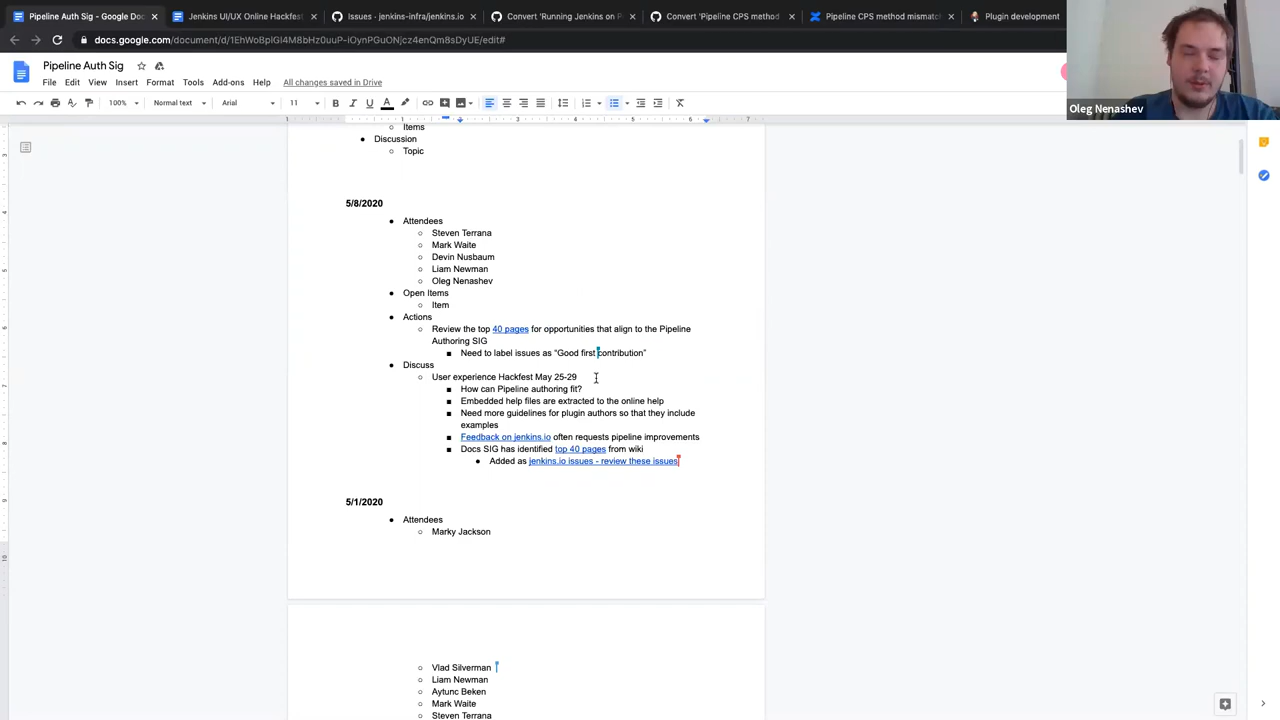 Pipeline Auth Sig - Google Doc
Jenkins UI/UX Online Hackfest
Issues · jenkins-infra/jenkins.io
Convert 'Running Jenkins on P
Convert 'Pipeline CPS method
Pipeline CPS method mismatch
Plugin development
docs.google.com/document/d/
Oleg Nenashev
Pipeline Auth Sig
File Edit View Insert Format Tools Add-ons Help All changes saved in Drive
100% Normal text Arial 11
1 1 2 3 4 5 6 7
Items
Discussion
Topic
5/8/2020
Attendees
Steven Terrana
Mark Waite
Devin Nusbaum
Liam Newman
Oleg Nenashev
Open Items
Item
Actions
Review the top 40 pages for opportunities that align to the Pipeline
Authoring SIG
Need to label issues as “Good first contribution”
Discuss
User experience Hackfest May 25-29
How can Pipeline authoring fit?
Embedded help files are extracted to the online help
Need more guidelines for plugin authors so that they include
examples
Feedback on jenkins.io often requests pipeline improvements
Docs SIG has identified top 40 pages from wiki
Added as jenkins.io issues - review these issues
5/1/2020
Attendees
Marky Jackson
Vlad Silverman
Liam Newman
Aytunc Beken
Mark Waite
Steven Terrana